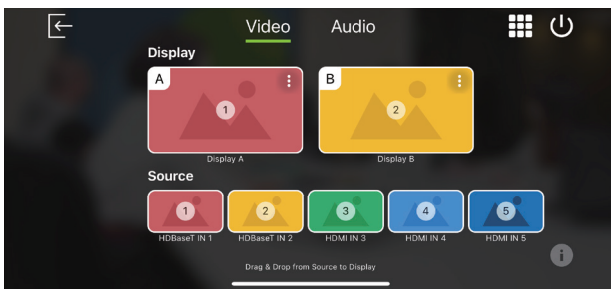 Video Audio
Display
A
1
B
2
Display A Display B
Source
1 2 3 4 5
HDBaseT IN 1 HDBaseT IN 2 HDMI IN 3 HDMI IN 4 HDMI IN 5
i
Drag & Drop from Source to Display